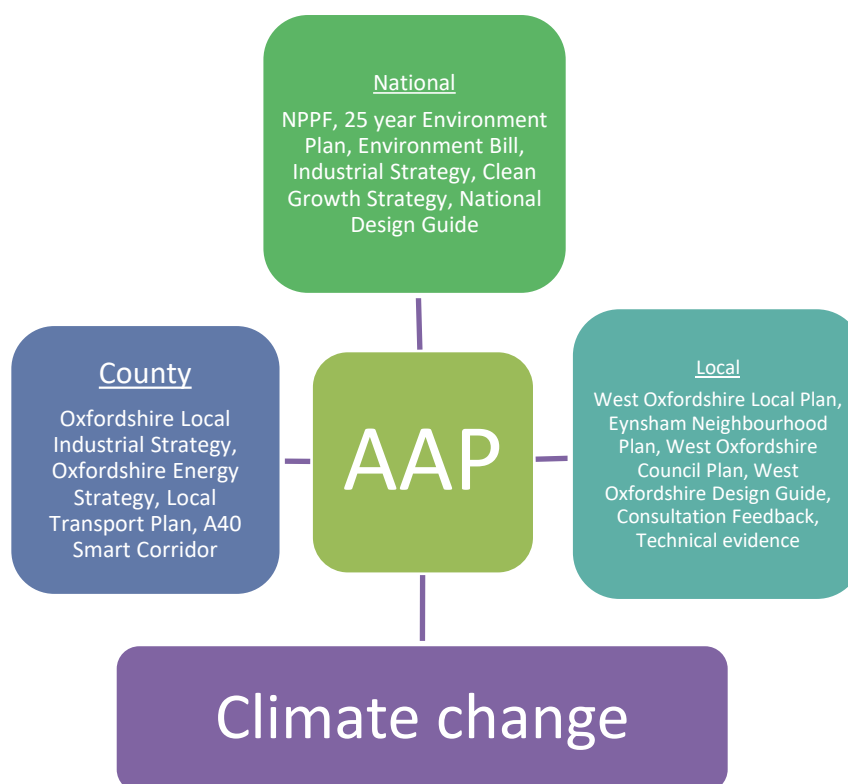 National
NPPF, 25 year Environment
Plan, Environment Bill,
Industrial Strategy, Clean
Growth Strategy, National
Design Guide
County
Oxfordshire Local
Industrial Strategy,
Oxfordshire Energy
Strategy, Local
Transport Plan, A40
Smart Corridor
AAP
Local
West Oxfordshire Local Plan,
Eynsham Neighbourhood
Plan, West Oxfordshire
Council Plan, West
Oxfordshire Design Guide,
Consultation Feedback,
Technical evidence
Climate change